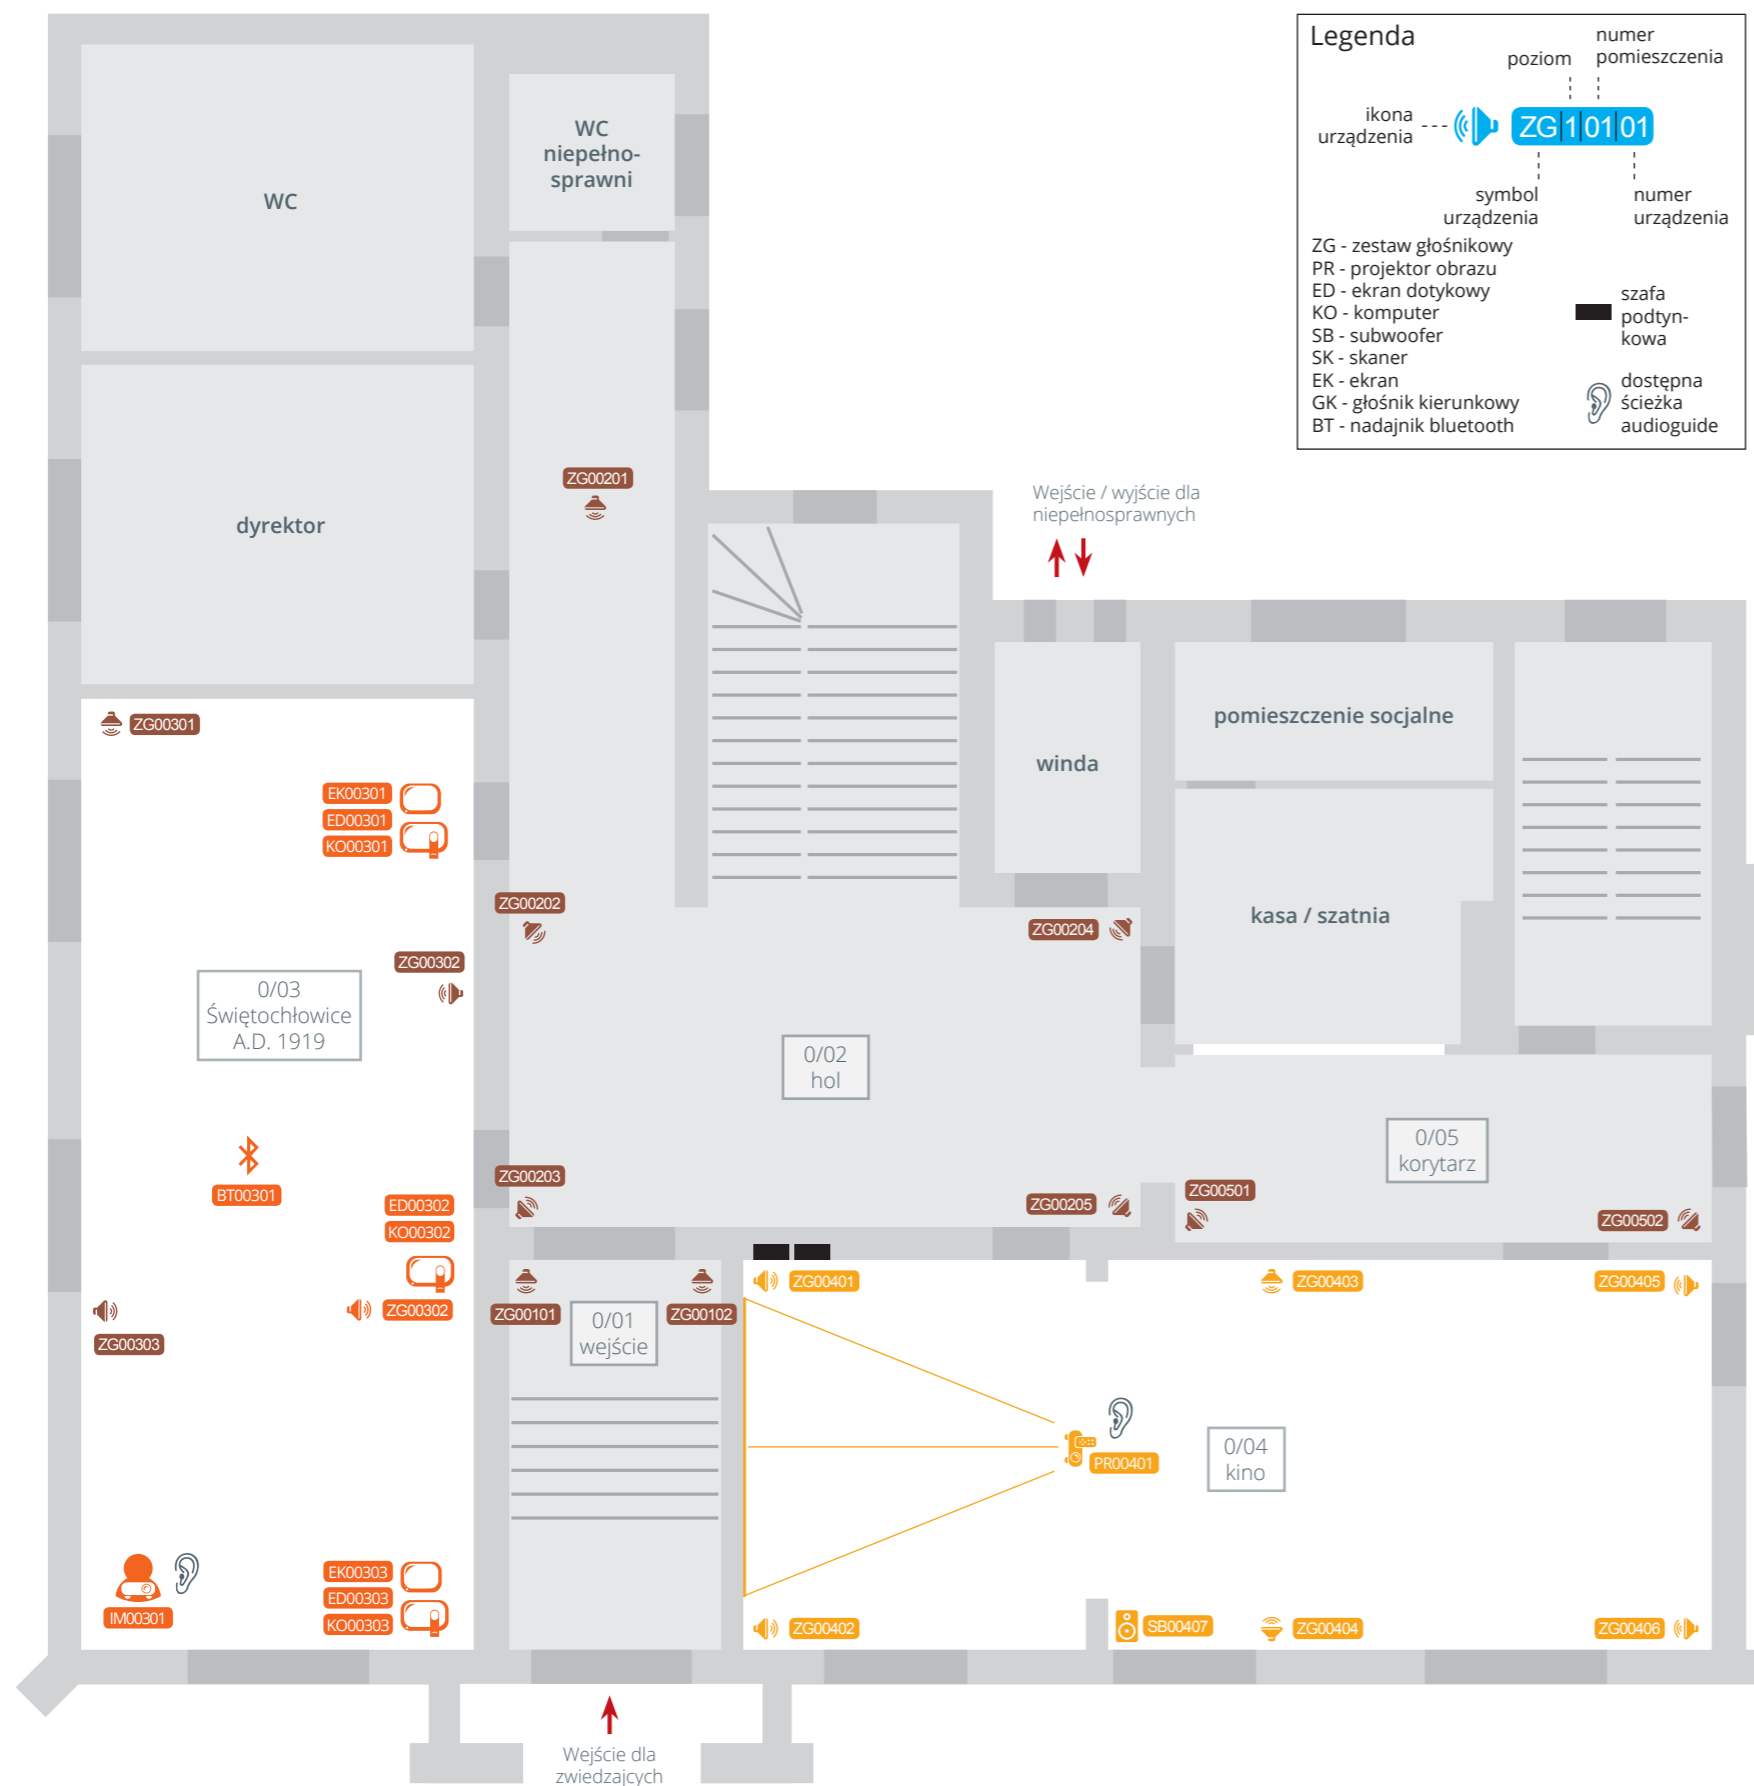 Legenda
poziom
numer
pomieszczenia
ikona
urządzenia
ZG 1 01 01
symbol
urządzenia
numer
urządzenia
ZG - zestaw głośnikowy
PR - projektor obrazu
ED - ekran dotykowy
KO - komputer
SB - subwoofer
SK - skaner
EK - ekran
GK - głośnik kierunkowy
BT - nadajnik bluetooth
szafa
podtyn-
kowa
dostępna
ścieżka
audioguide
WC
WC
niepełno-
sprawni
dyrektor
ZG00201
Wejście / wyjście dla
niepełnosprawnych
ZG00301
EK00301
ED00301
KO00301
winda
pomieszczenie socjalne
kasa / szatnia
ZG00202
ZG00204
ZG00302
0/03
Świętochłowice
A.D. 1919
0/02
hol
0/05
korytarz
BT00301
ED00302
KO00302
ZG00302
ZG00303
ZG00203
ZG00205
ZG00501
ZG00502
ZG00101
ZG00102
0/01
wejście
ZG00401
ZG00403
ZG00405
PR00401
0/04
kino
IM00301
EK00303
ED00303
KO00303
ZG00402
SB00407
ZG00404
ZG00406
Wejście dla
zwiedzajcych